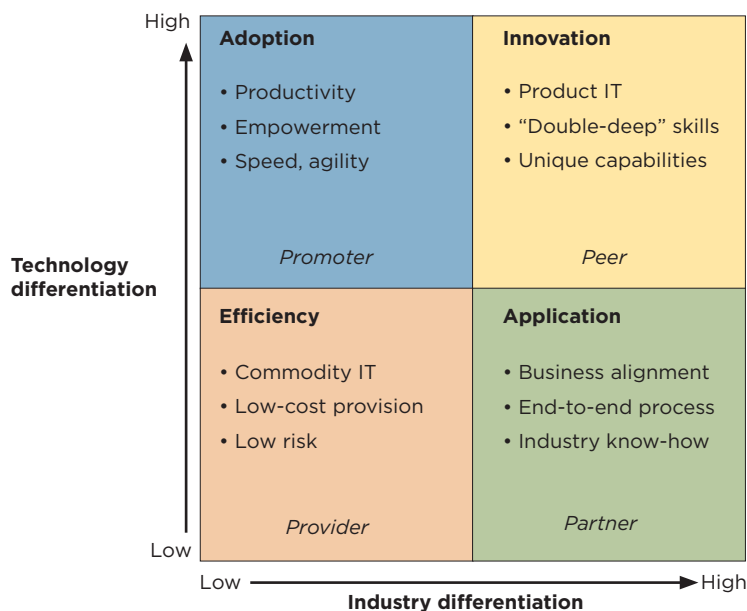 High
Adoption
• Productivity
• Empowerment
• Speed, agility
Promoter
Innovation
• Product IT
• “Double-deep” skills
• Unique capabilities
Peer
Technology
differentiation
Efficiency
• Commodity IT
• Low-cost provision
• Low risk
Provider
Application
• Business alignment
• End-to-end process
• Industry know-how
Partner
Low
Low
High
Industry differentiation